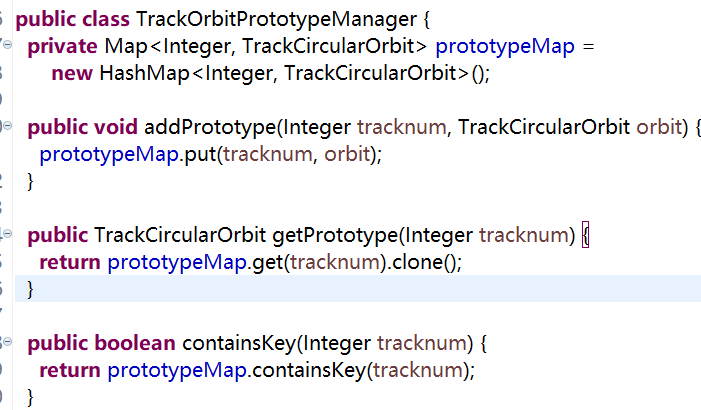 public class TrackOrbitPrototypeManager {
private Map<Integer, TrackCircularOrbit> prototypeMap =
new HashMap<Integer, TrackCircularOrbit>();
public void addPrototype(Integer tracknum, TrackCircularOrbit orbit) {
prototypeMap.put(tracknum, orbit);
}
public TrackCircularOrbit getPrototype(Integer tracknum) {
return prototypeMap.get(tracknum).clone();
}
public boolean containsKey(Integer tracknum) {
return prototypeMap.containsKey(tracknum);
}